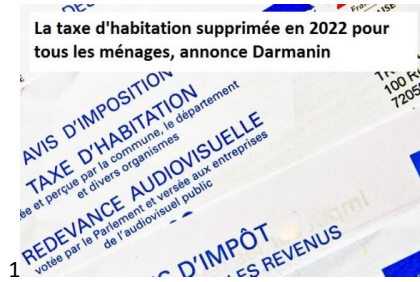 La taxe d'habitation supprimée en 2022 pour
tous les ménages, annonce Darmanin
AVIS D'IMPOSITION
TAXE D'HABITATION
ée et perçue par la commune, le département
et divers organismes
REDEVANCE AUDIOVISUELLE
votée par le Parlement et versée aux entreprises
de l'audiovisuel public
D'IMPÔT
LES REVENUS
100 R
7205
1